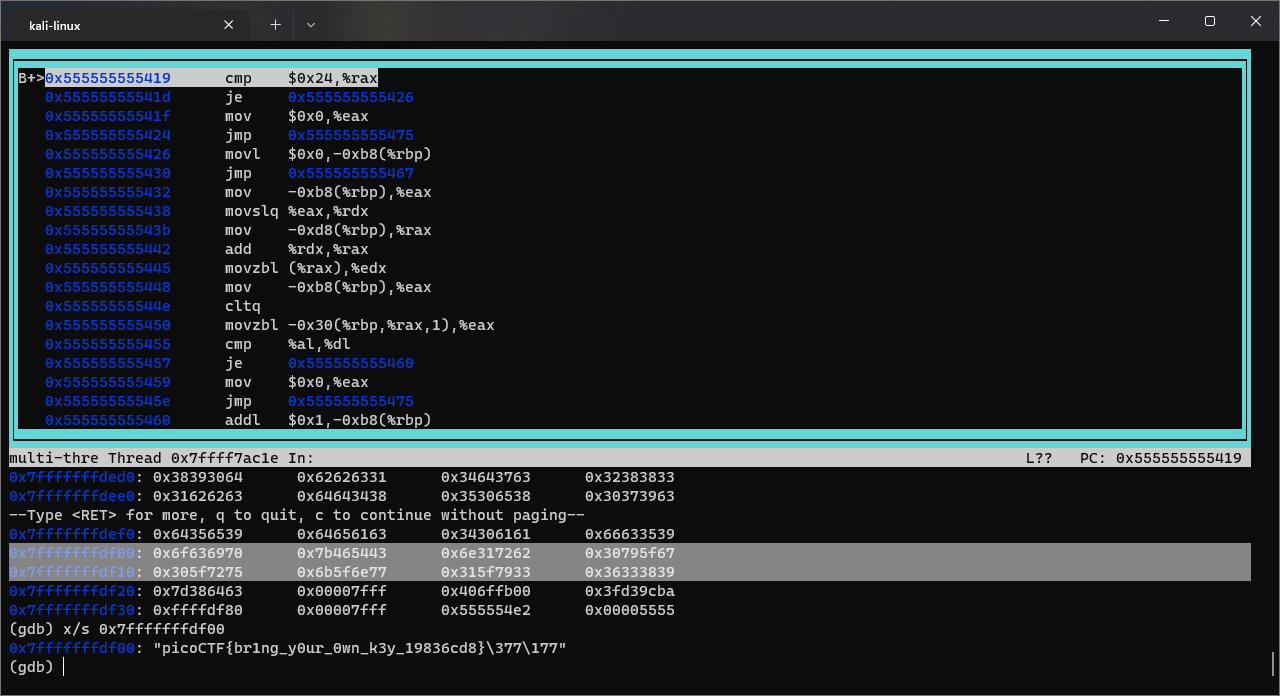 kali-linux
B+>0x555555555419 cmp $0x24,%rax
0x55555555541d je 0x555555555426
0x55555555541f mov $0x0,%eax
0x555555555424 jmp 0x555555555475
0x555555555426 movl $0x0,-0xb8(%rbp)
0x555555555430 jmp 0x555555555467
0x555555555432 mov -0xb8(%rbp),%eax
0x555555555438 movslq %eax,%rdx
0x55555555543b mov -0xd8(%rbp),%rax
0x555555555442 add %rdx,%rax
0x555555555445 movzbl (%rax),%edx
0x555555555448 mov -0xb8(%rbp),%eax
0x55555555544e cltq
0x555555555450 movzbl -0x30(%rbp,%rax,1),%eax
0x555555555455 cmp %al,%dl
0x555555555457 je 0x555555555460
0x555555555459 mov $0x0,%eax
0x55555555545e jmp 0x555555555475
0x555555555460 addl $0x1,-0xb8(%rbp)
multi-thre Thread 0x7ffff7ac1e In: L?? PC: 0x555555555419
0x7fffffffded0: 0x38393064 0x62626331 0x34643763 0x32383833
0x7fffffffdee0: 0x31626263 0x64643438 0x35306538 0x30373963
--Type <RET> for more, q to quit, c to continue without paging--
0x7fffffffdef0: 0x64356539 0x64656163 0x34306161 0x66633539
0x7fffffffdf00: 0x6f636970 0x7b465443 0x6e317262 0x30795f67
0x7fffffffdf10: 0x305f7275 0x6b5f6e77 0x315f7933 0x36333839
0x7fffffffdf20: 0x7d386463 0x00007fff 0x406ffb00 0x3fd39cba
0x7fffffffdf30: 0xffffdf80 0x00007fff 0x555554e2 0x00005555
(gdb) x/s 0x7fffffffdf00
0x7fffffffdf00: "picoCTF{br1ng_y0ur_0wn_k3y_19836cd8}\377\177"
(gdb)